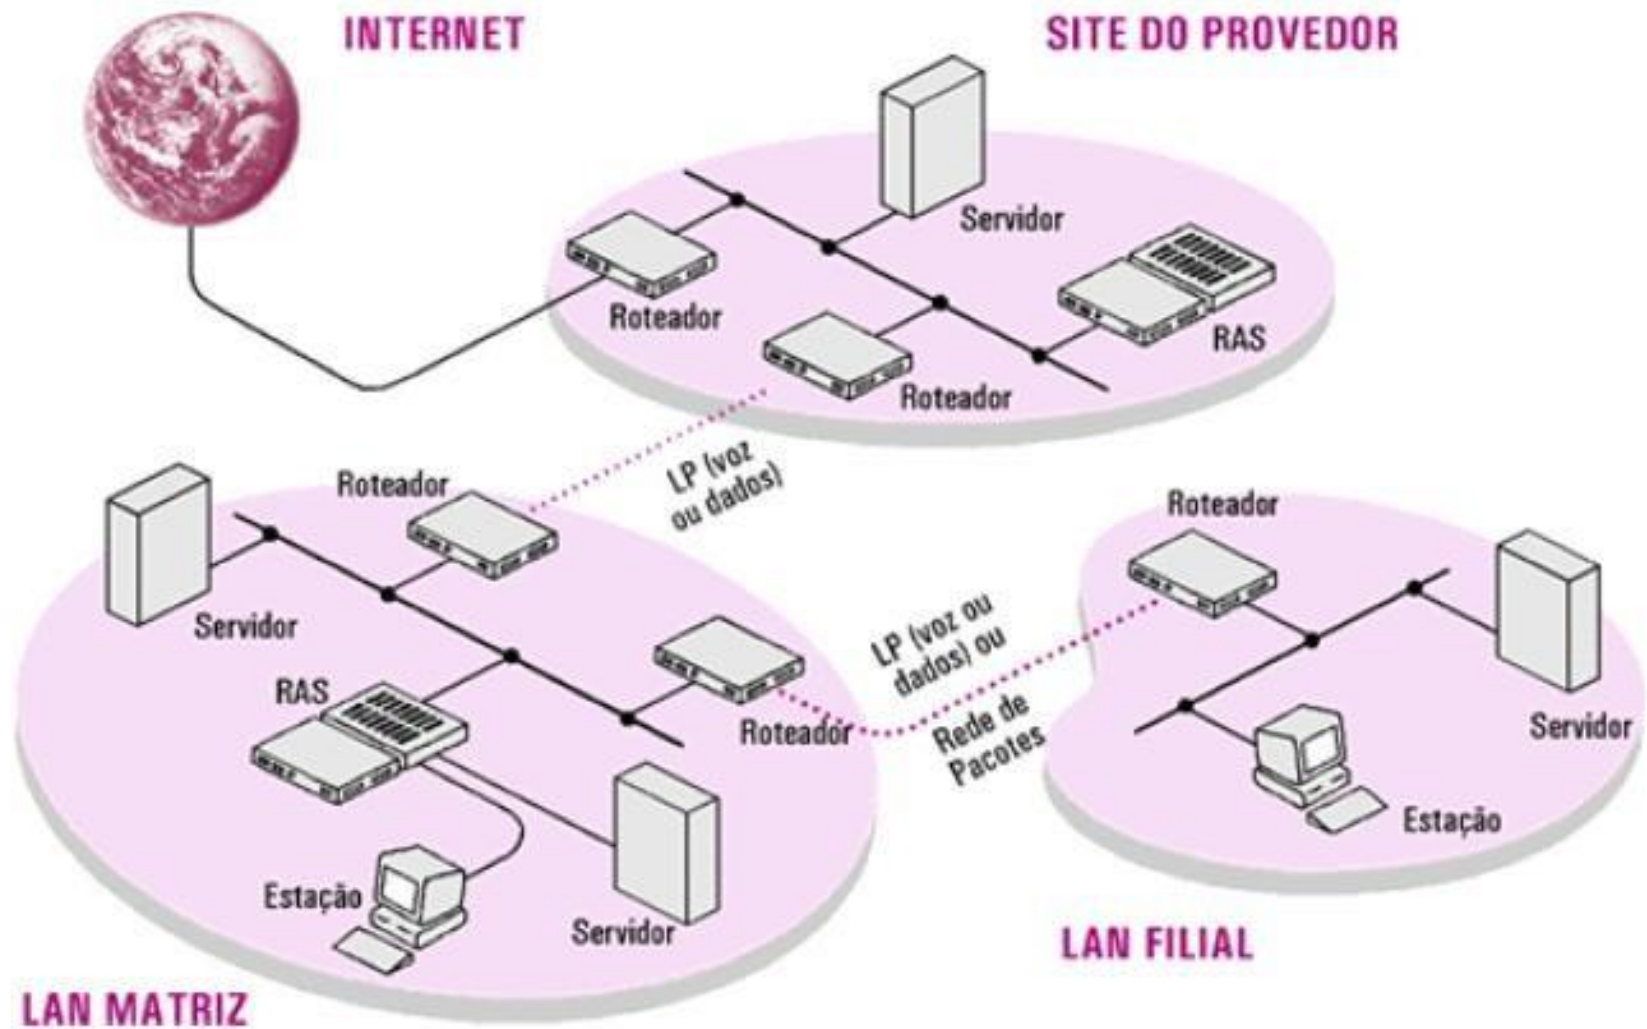 INTERNET
SITE DO PROVEDOR
Servidor
Roteador
RAS
Roteador
LP (voz
ou dados)
Roteador
Servidor
RAS
Roteador
Estação
Servidor
LAN MATRIZ
LP (voz ou
dados) ou
Rede de
Pacotes
Roteador
Servidor
Estação
LAN FILIAL